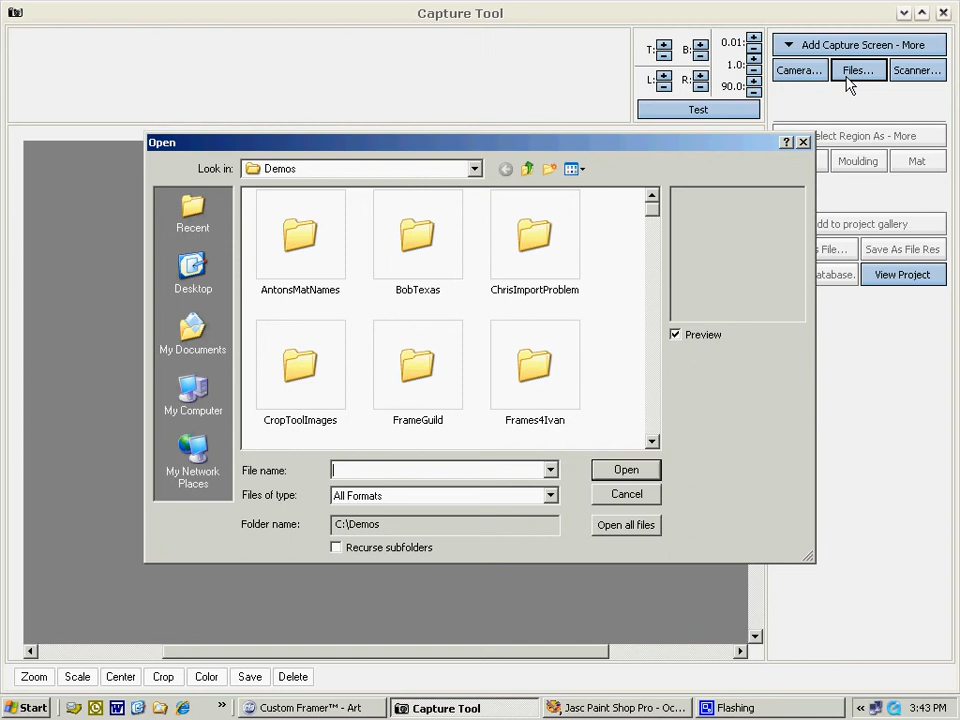 Capture Tool
T: B: 0.01:
1.0:
L: R: 90.0:
Test
Add Capture Screen - More
Camera... Files... Scanner...
elect Region As - More
Moulding Mat
dd to project gallery
s File... Save As File Res
atabase. View Project
Open
Look in: Demos
Recent
Desktop
My Documents
My Computer
My Network
Places
AntonsMatNames BobTexas ChrisImportProblem
CropToolImages FrameGuild Frames4Ivan
Preview
File name: Open
Files of type: All Formats Cancel
Folder name: C:\Demos Open all files
Recurse subfolders
Zoom Scale Center Crop Color Save Delete
Start » Custom Framer™ - Art Capture Tool Jasc Paint Shop Pro - Oc... Flashing « 3:43 PM